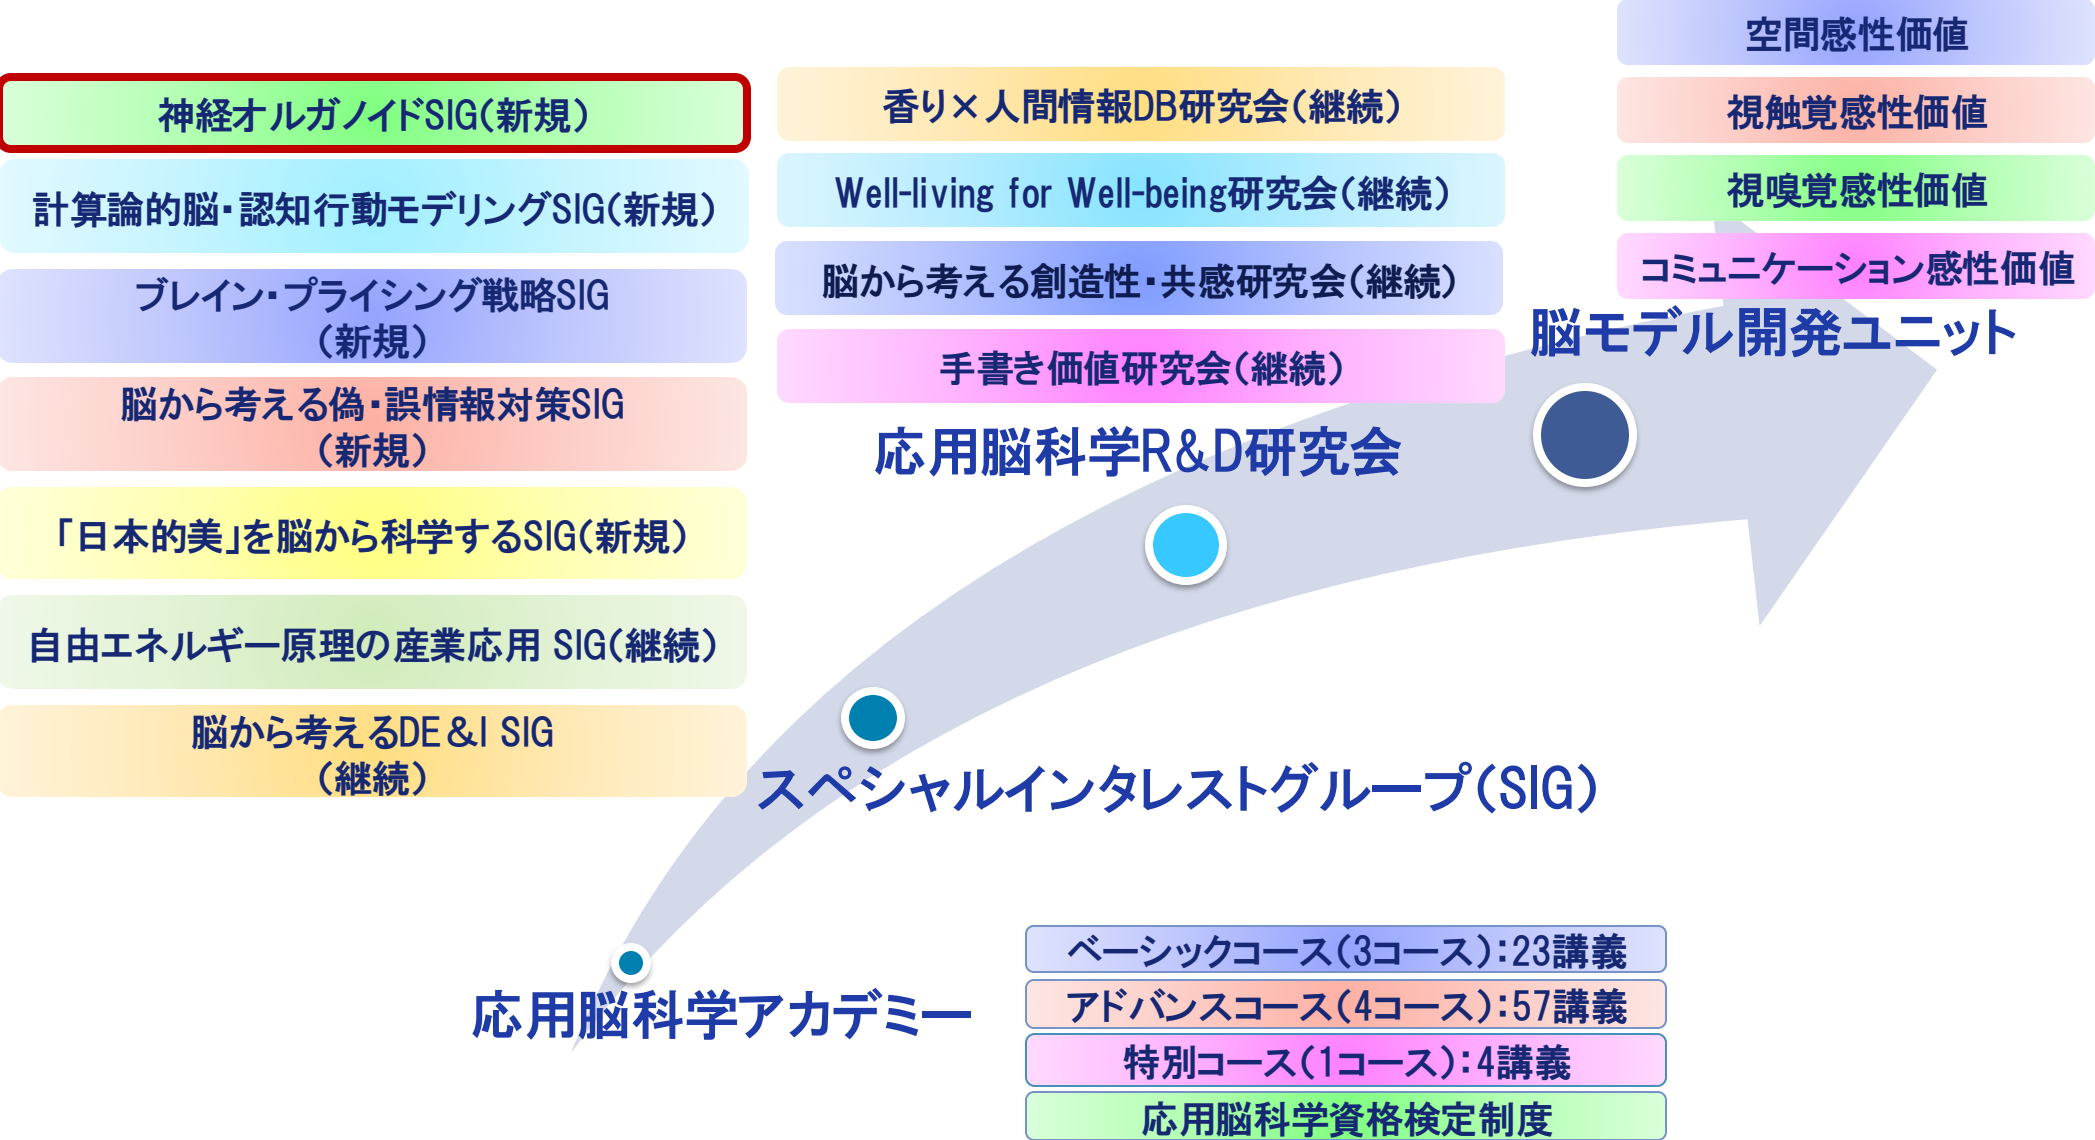 神経オルガノイドSIG(新規)
計算論的脳・認知行動モデリングSIG(新規)
ブレイン・プライシング戦略SIG
(新規)
脳から考える偽・誤情報対策SIG
(新規)
「日本的美」を脳から科学するSIG(新規)
自由エネルギー原理の産業応用 SIG(継続)
脳から考えるDE&I SIG
(継続)
香り×人間情報DB研究会(継続)
Well-living for Well-being研究会(継続)
脳から考える創造性・共感研究会(継続)
手書き価値研究会(継続)
応用脳科学R&D研究会
空間感性価値
視触覚感性価値
視嗅覚感性価値
コミュニケーション感性価値
脳モデル開発ユニット
スペシャルインタレストグループ(SIG)
応用脳科学アカデミー
ベーシックコース(3コース):23講義
アドバンスコース(4コース):57講義
特別コース(1コース):4講義
応用脳科学資格検定制度